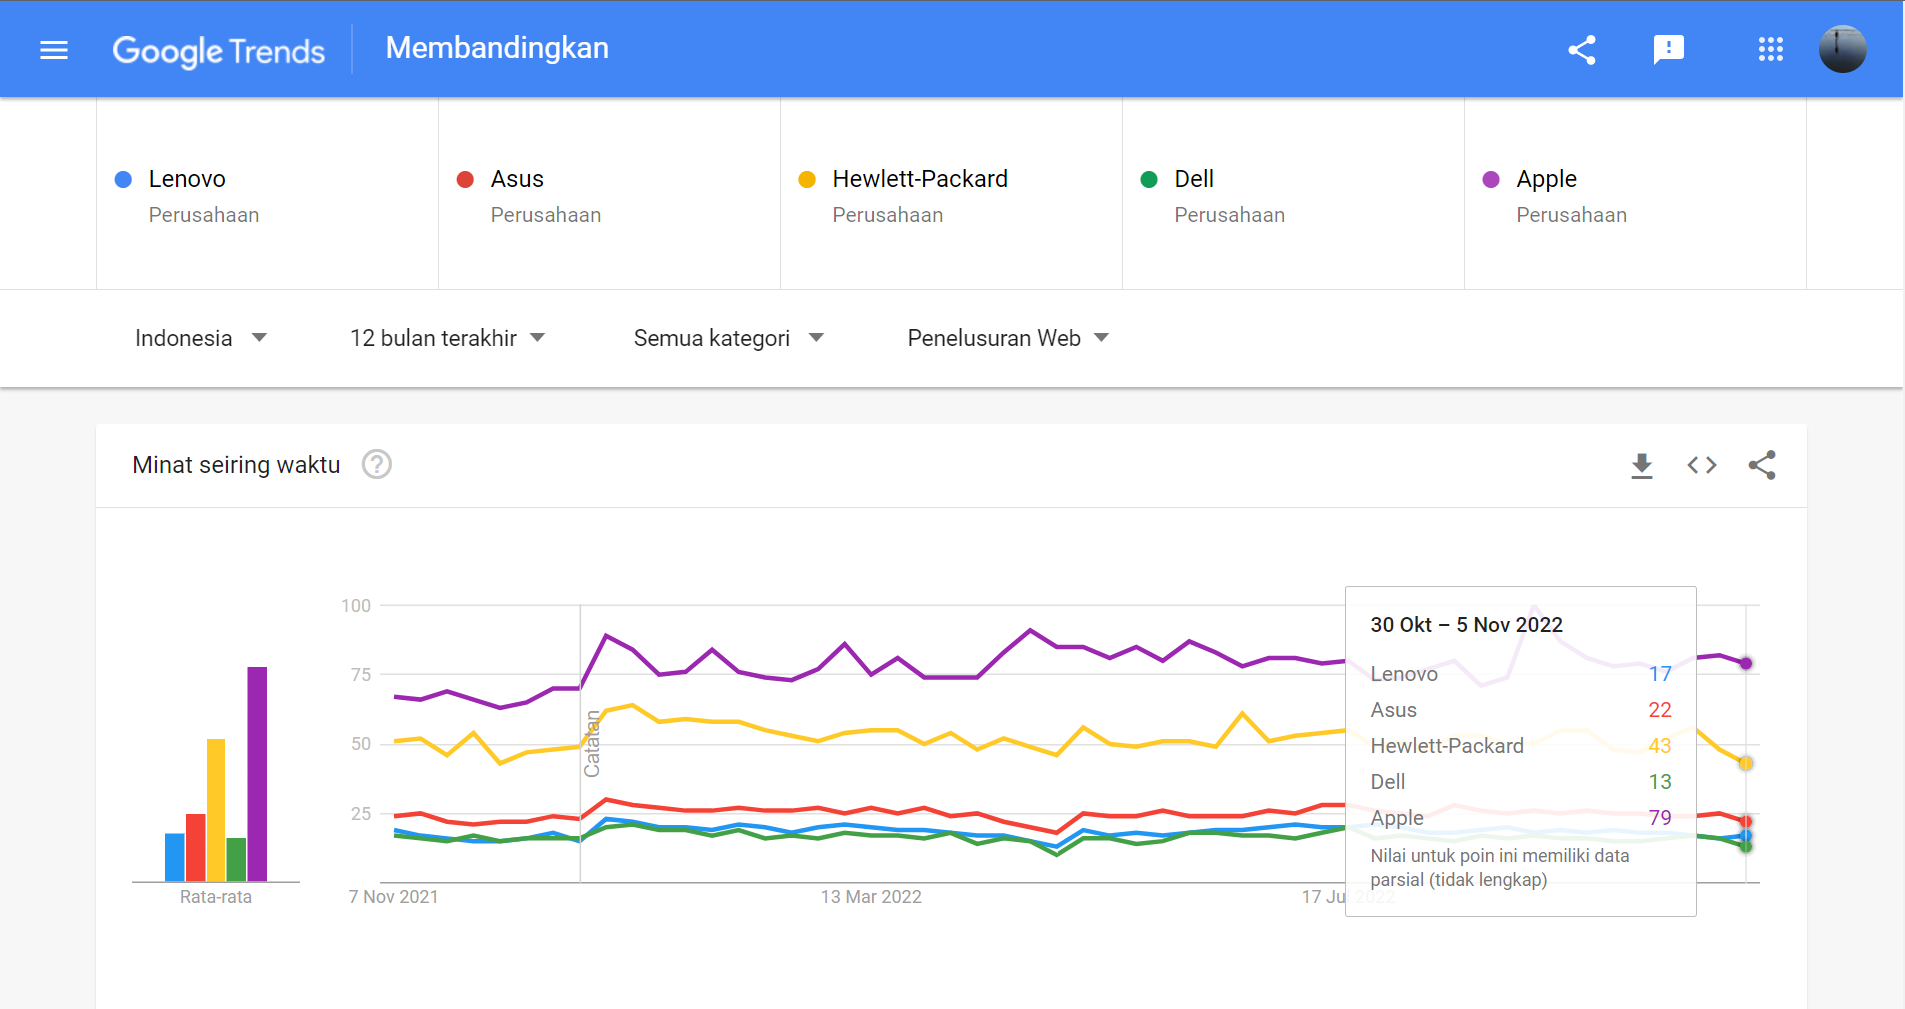 Google Trends
Membandingkan
Lenovo
Perusahaan
Asus
Perusahaan
Hewlett-Packard
Perusahaan
Dell
Perusahaan
Apple
Perusahaan
Indonesia
12 bulan terakhir
Semua kategori
Penelusuran Web
Minat seiring waktu
?
100
75
50
25
Catatan
Rata-rata
7 Nov 2021
13 Mar 2022
17 Jul 2022
30 Okt – 5 Nov 2022
Lenovo 17
Asus 22
Hewlett-Packard 43
Dell 13
Apple 79
Nilai untuk poin ini memiliki data
parsial (tidak lengkap)